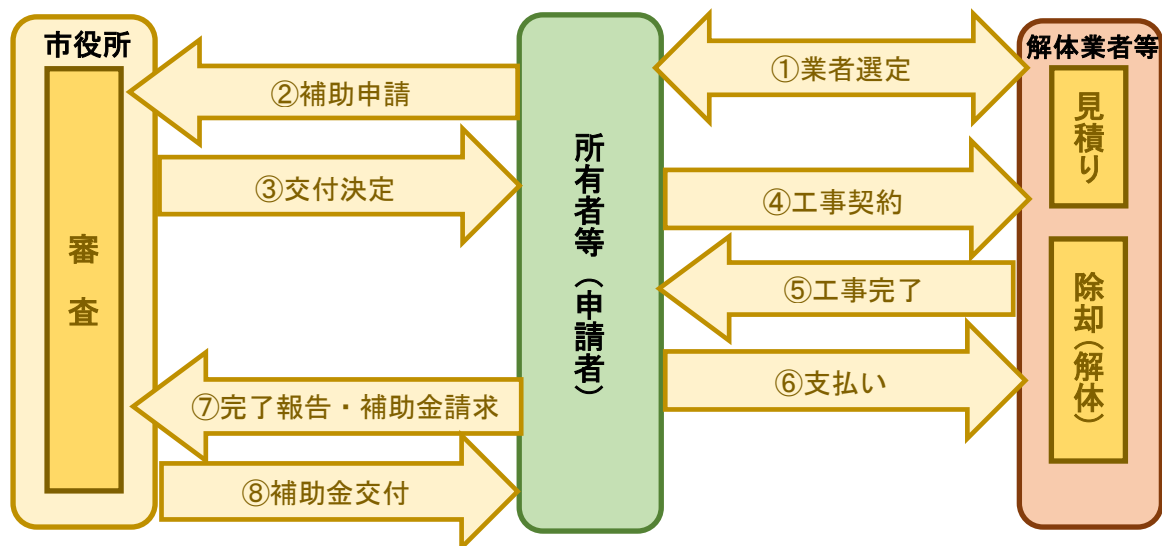 市役所
審査
②補助申請
③交付決定
⑦完了報告・補助金請求
⑧補助金交付
所有者等（申請者）
①業者選定
④工事契約
⑤工事完了
⑥支払い
解体業者等
見積り
除却（解体）